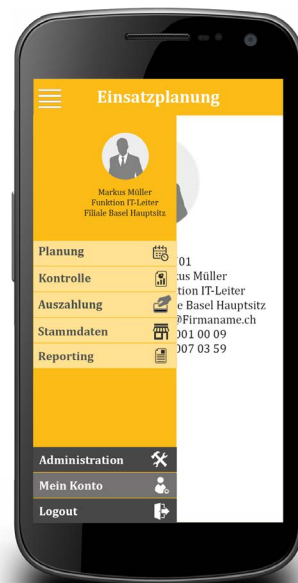 Einsatzplanung
Markus Müller
Funktion IT-Leiter
Filiale Basel Hauptsitz
Planung
Kontrolle
Auszahlung
Stammdaten
Reporting
Administration
Mein Konto
Logout
01
us Müller
tion IT-Leiter
e Basel Hauptsitz
@Firmaname.ch
001 00 09
007 03 59